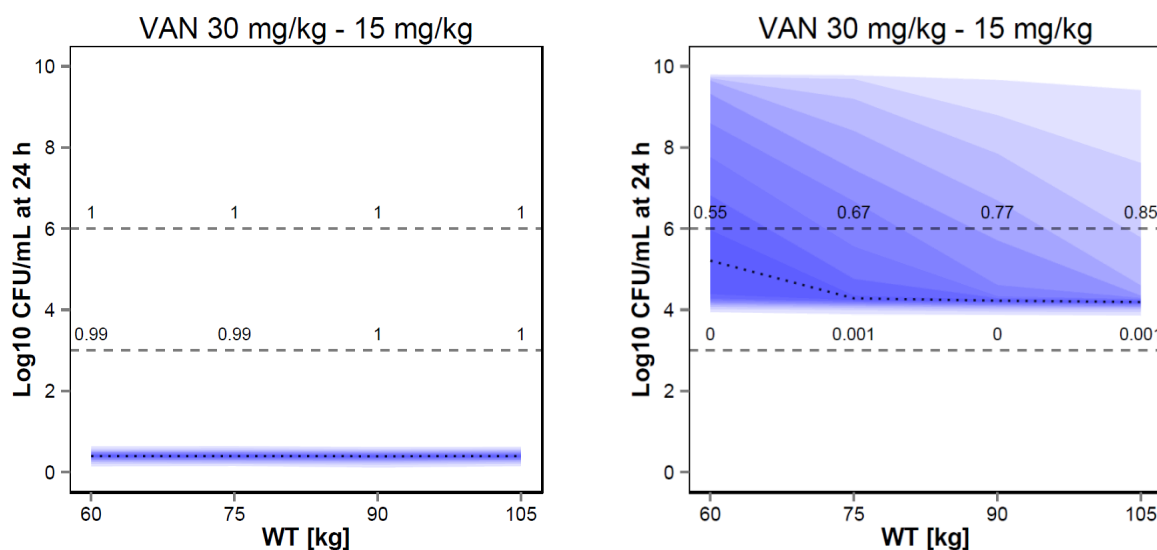 VAN 30 mg/kg - 15 mg/kg
Log10 CFU/mL at 24 h
10
8
6
4
2
0
1 1 1 1
0.99 0.99 1 1
60 75 90 105
WT [kg]
VAN 30 mg/kg - 15 mg/kg
Log10 CFU/mL at 24 h
10
8
6
4
2
0
0.55 0.67 0.77 0.85
0 0.001 0 0.001
60 75 90 105
WT [kg]